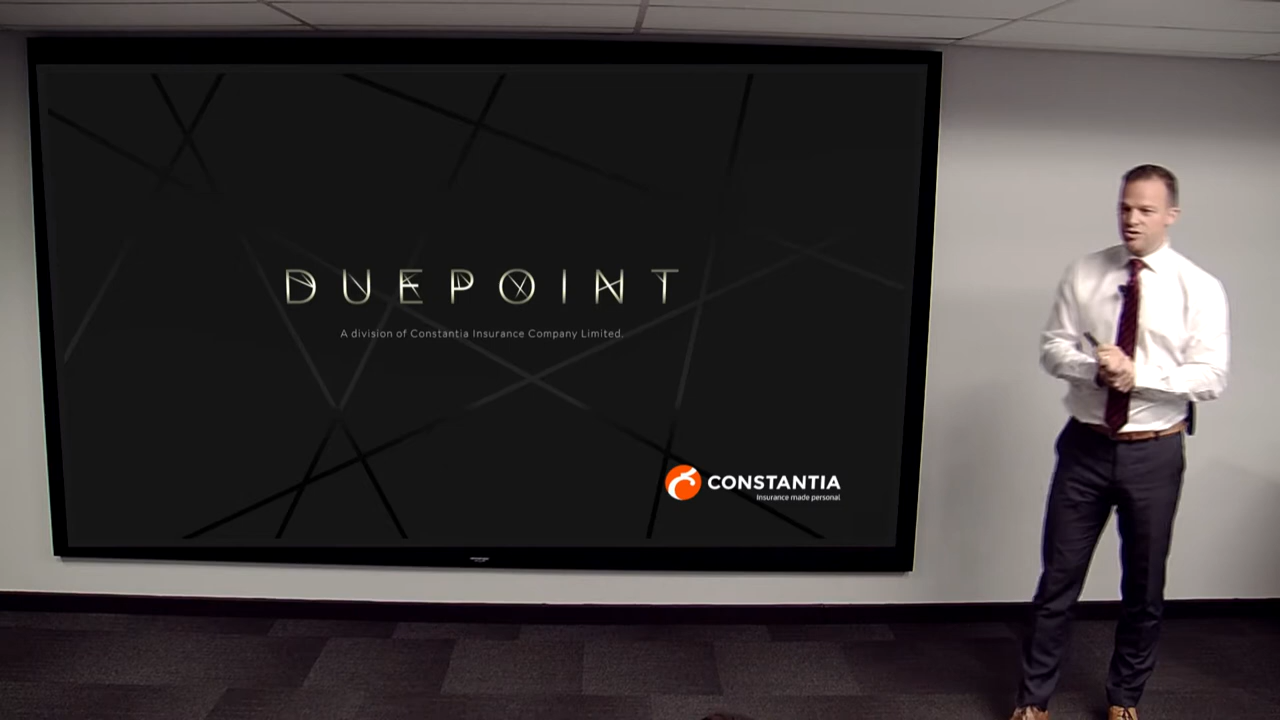 DUEPOINT
A division of Constantia Insurance Company Limited.
CONSTANTIA
Insurance made personal